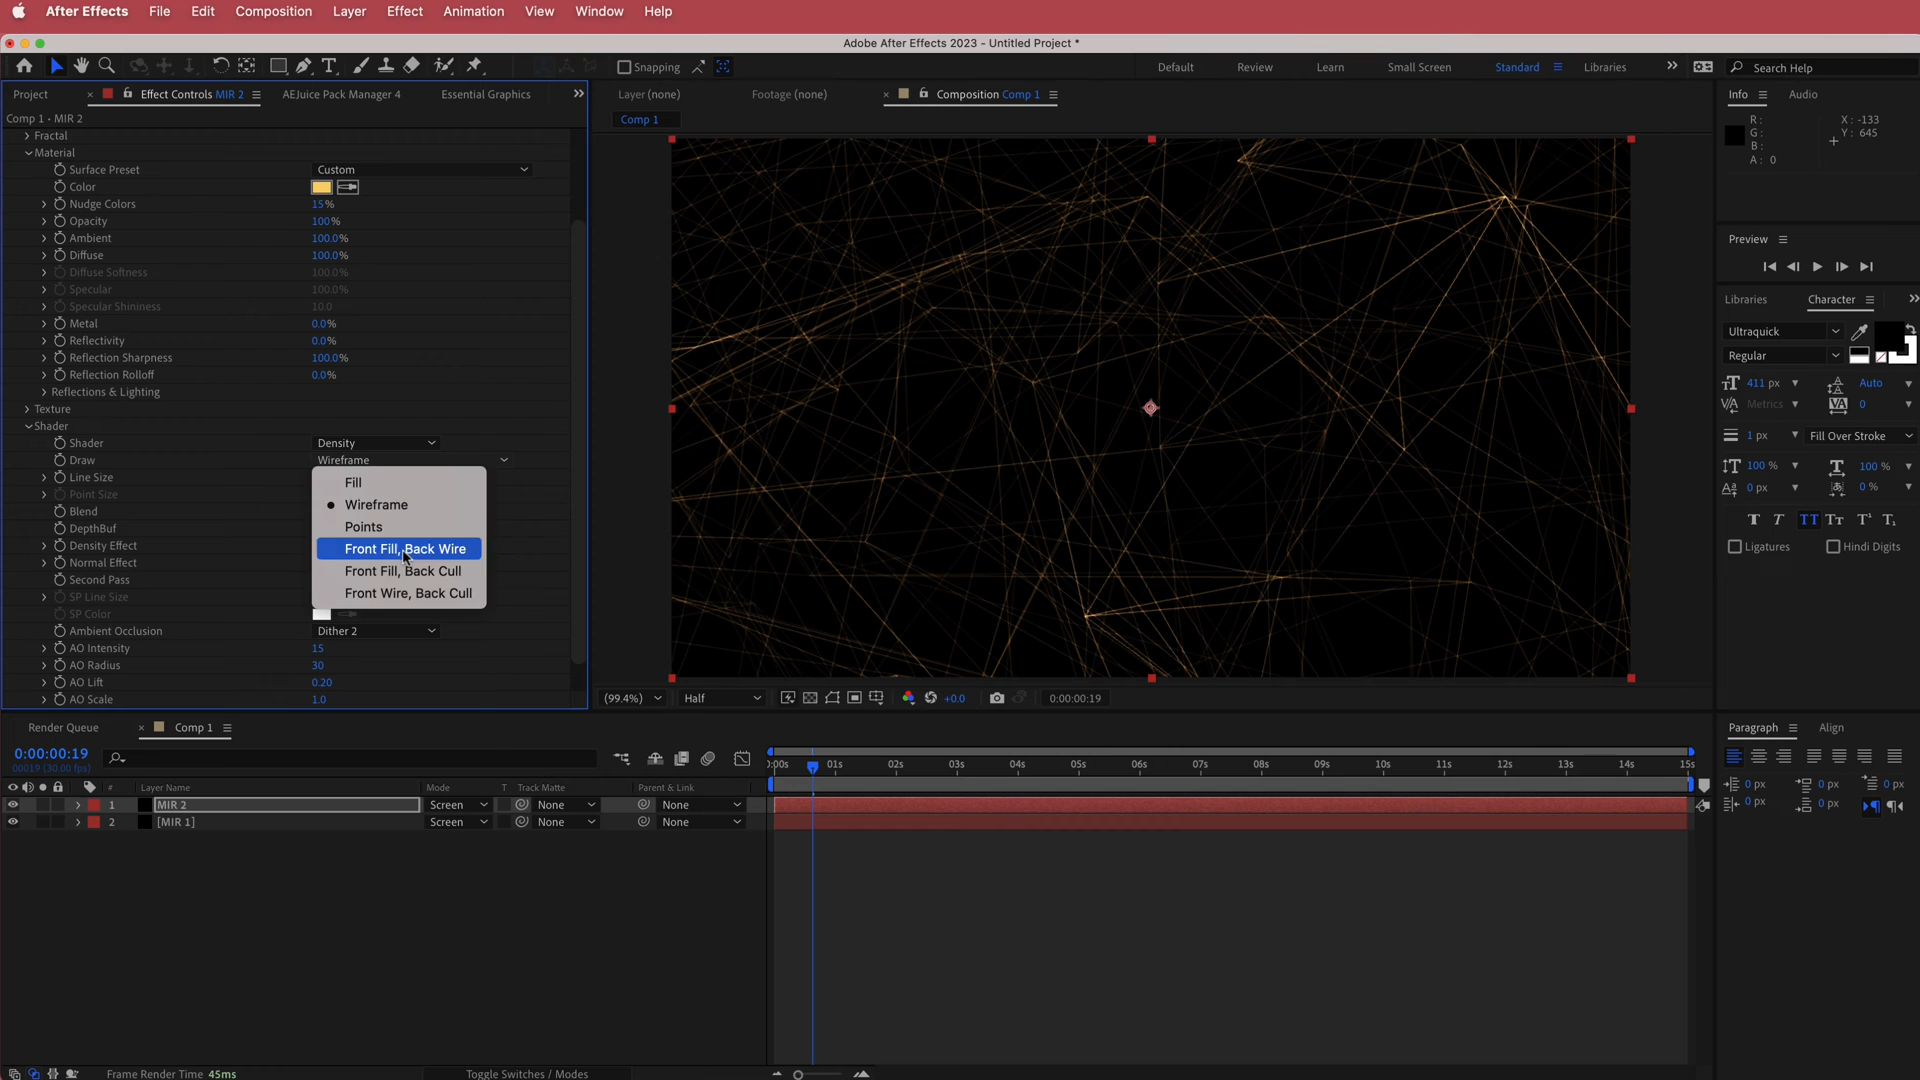 After Effects File Edit Composition Layer Effect Animation View Window Help
Adobe After Effects 2023 - Untitled Project *
Snapping Default Review Learn Small Screen Standard Libraries Search Help
Project Effect Controls MIR 2 AEJuice Pack Manager 4 Essential Graphics
Comp 1 • MIR 2
Fractal
Material
Surface Preset Custom
Color
Nudge Colors 15%
Opacity 100%
Ambient 100.0%
Diffuse 100.0%
Diffuse Softness 100.0%
Specular 100.0%
Specular Shininess 10.0
Metal 0.0%
Reflectivity 0.0%
Reflection Sharpness 100.0%
Reflection Rolloff 0.0%
Reflections & Lighting
Texture
Shader
Shader Density
Draw Wireframe
Line Size
Point Size
Blend
DepthBuf
Density Effect
Normal Effect
Second Pass
SP Line Size
SP Color
Ambient Occlusion Dither 2
AO Intensity 15
AO Radius 30
AO Lift 0.20
AO Scale 1.0
Fill
Wireframe
Points
Front Fill, Back Wire
Front Fill, Back Cull
Front Wire, Back Cull
Layer (none) Footage (none) Composition Comp 1
Comp 1
(99.4%) Half +0.0 0:00:00:19
Info Audio
R: X: -133
G: Y: 645
B:
A: 0
Preview
Libraries Character
Ultraquick
Regular
411 px Auto
Metrics 0
1 px Fill Over Stroke
100 % 100 %
0 px 0 %
Ligatures Hindi Digits
Render Queue Comp 1
0:00:00:19
00019 (30.00 fps)
# Layer Name Mode T Track Matte Parent & Link
1 MIR 2 Screen None None
2 [MIR 1] Screen None None
):00s 01s 02s 03s 04s 05s 06s 07s 08s 09s 10s 11s 12s 13s 14s 15s
Paragraph Align
0 px 0 px 0 px
0 px 0 px
Frame Render Time 45ms Toggle Switches / Modes